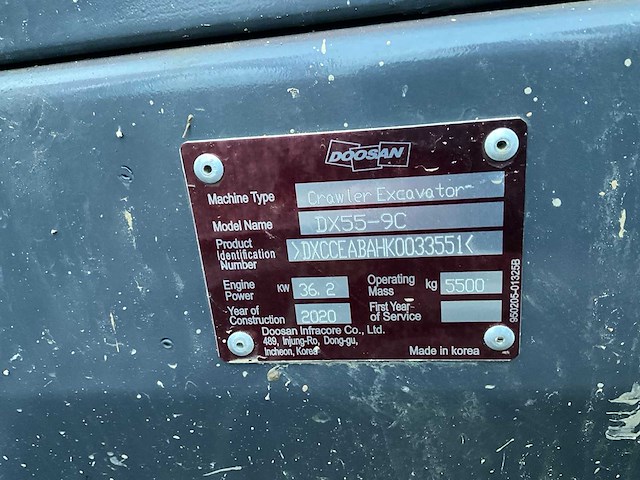 DOOSAN
Machine Type Crawler Excavator
Model Name DX55-9C
Product
Identification >DXCCEABAHK0033551<
Number
Engine Power KW 36.2 Operating Mass kg 5500
Year of Construction 2020 First Year of Service
Doosan Infracore Co., Ltd.
489, Injung-Ro, Dong-gu,
Incheon, Korea
Made in korea
950205-01325B